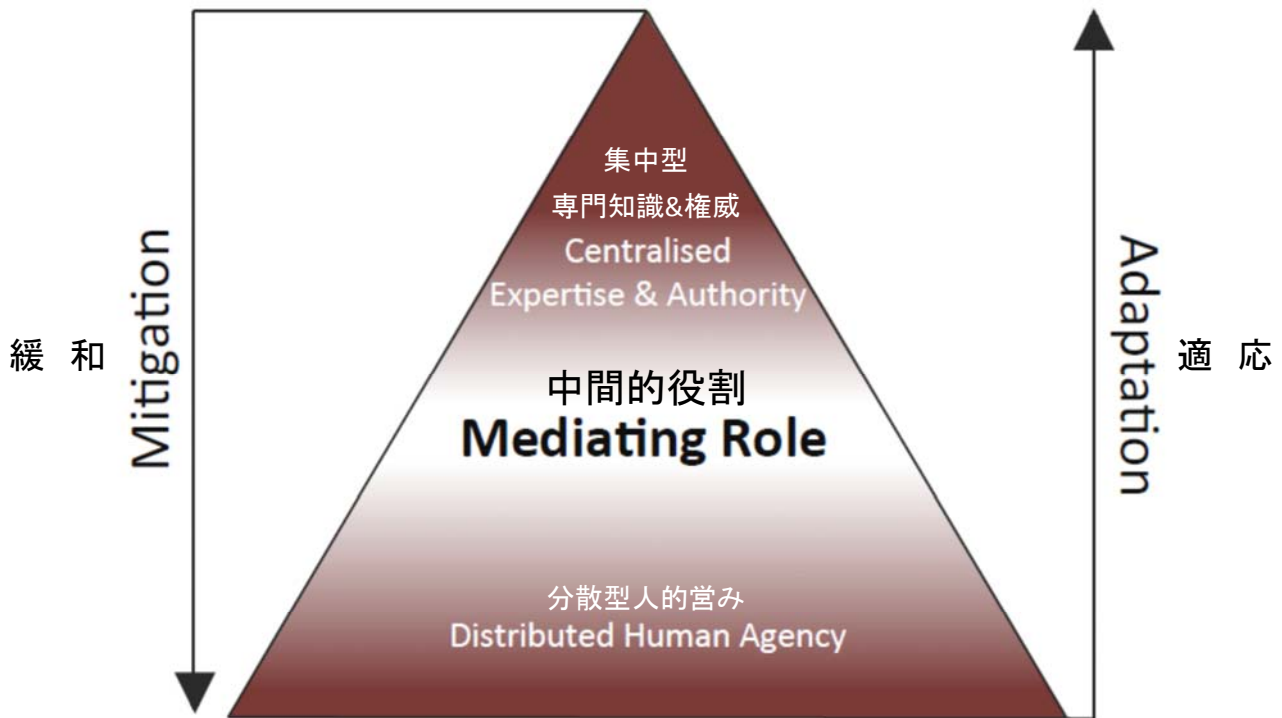 集中型
専門知識&権威
Centralised
Expertise & Authority
緩 和
Mitigation
中間的役割
Mediating Role
Adaptation
適 応
分散型人的営み
Distributed Human Agency